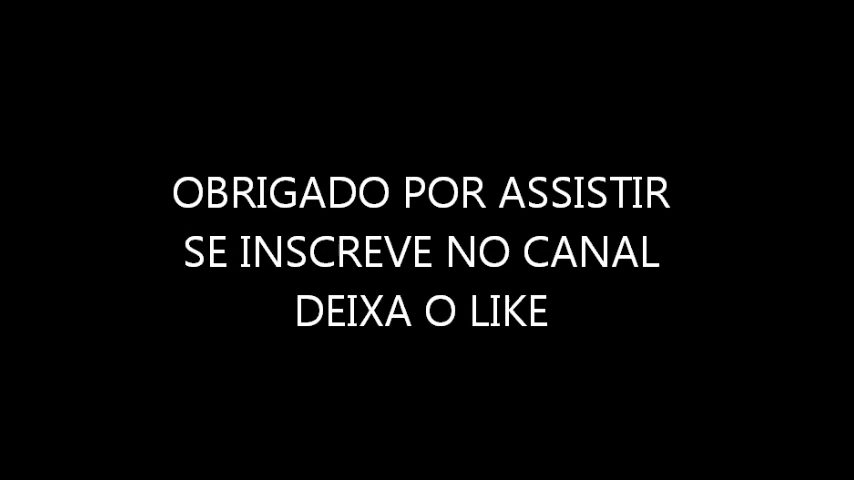 OBRIGADO POR ASSISTIR
SE INSCREVE NO CANAL
DEIXA O LIKE